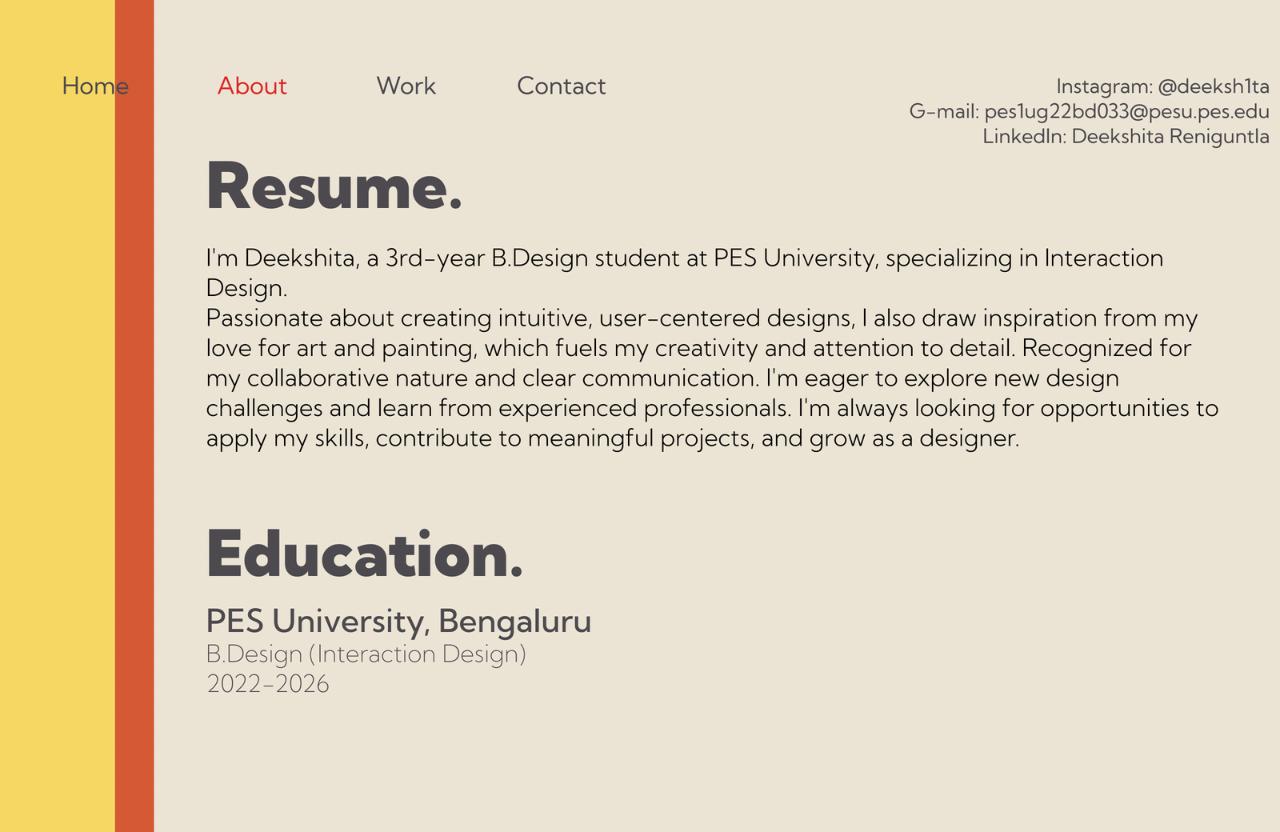 Home About Work Contact
Instagram: @deeksh1ta
G-mail: pes1ug22bd033@pesu.pes.edu
LinkedIn: Deekshita Reniguntla
Resume.
I'm Deekshita, a 3rd-year B.Design student at PES University, specializing in Interaction
Design.
Passionate about creating intuitive, user-centered designs, I also draw inspiration from my
love for art and painting, which fuels my creativity and attention to detail. Recognized for
my collaborative nature and clear communication. I'm eager to explore new design
challenges and learn from experienced professionals. I'm always looking for opportunities to
apply my skills, contribute to meaningful projects, and grow as a designer.
Education.
PES University, Bengaluru
B.Design (Interaction Design)
2022-2026